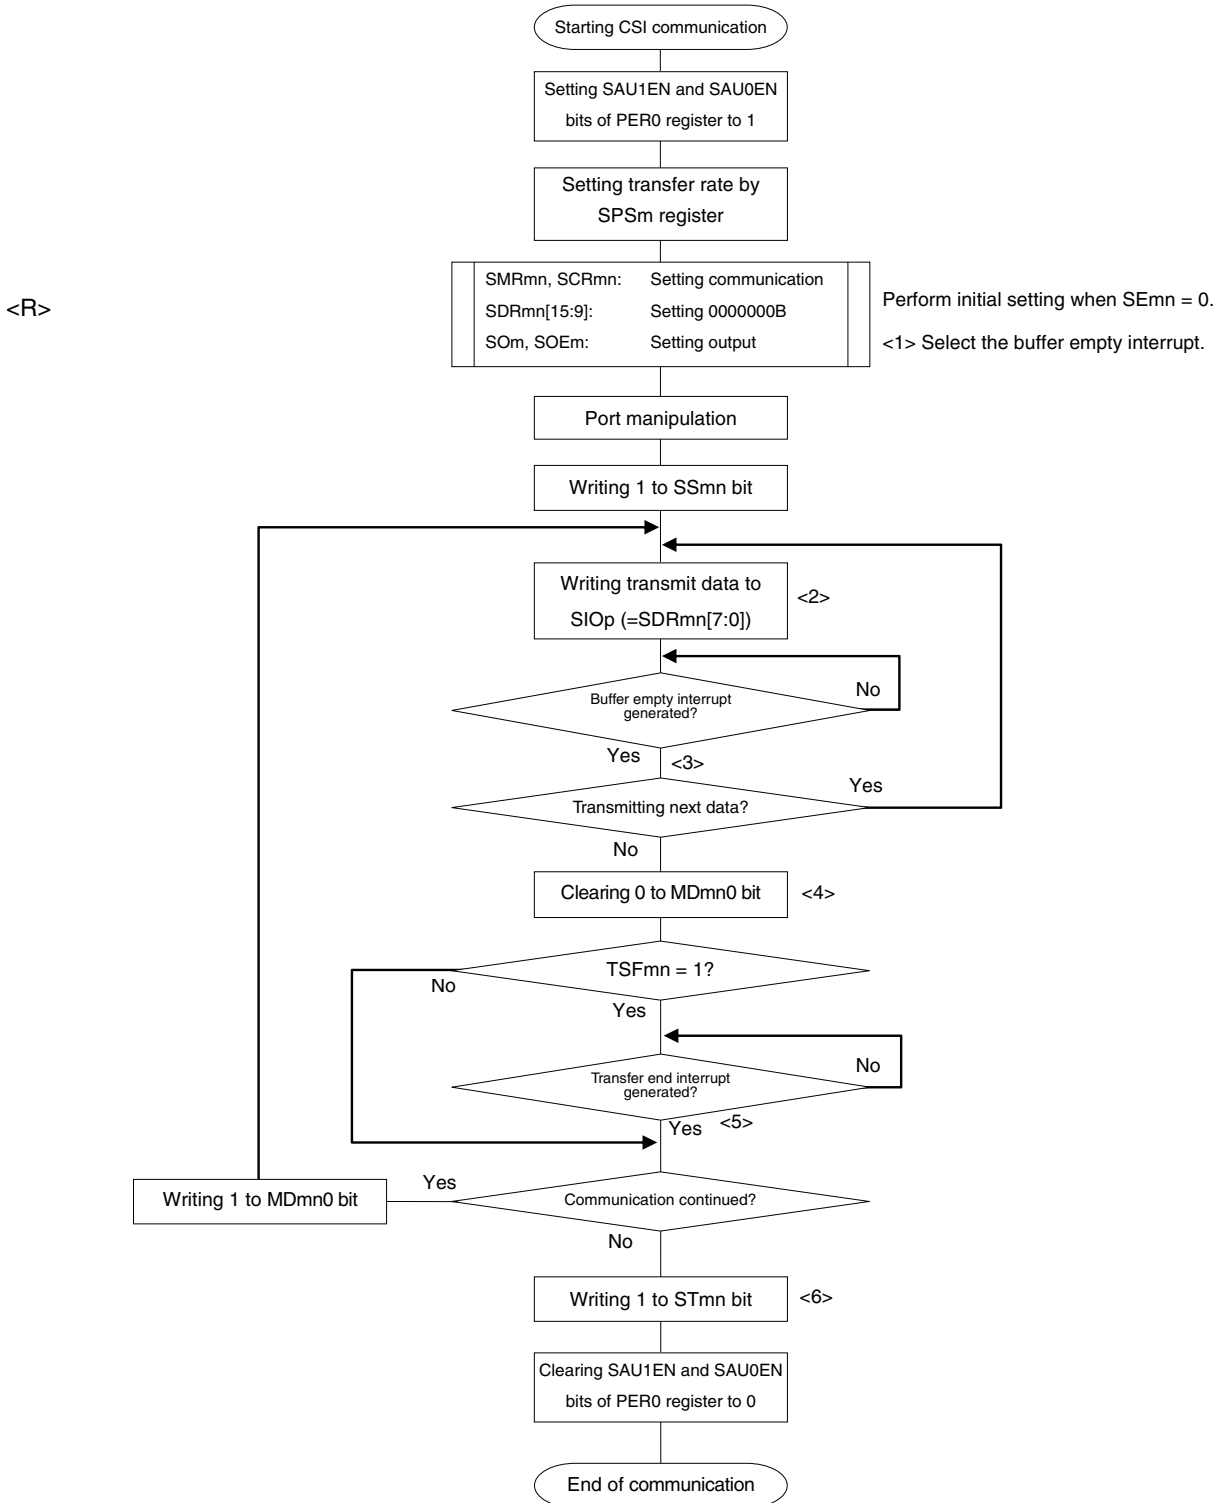 Starting CSI communication
Setting SAU1EN and SAU0EN
bits of PER0 register to 1
Setting transfer rate by
SPSm register
<R>
SMRmn, SCRmn: Setting communication
SDRmn[15:9]: Setting 0000000B
SOm, SOEm: Setting output
Perform initial setting when SEmn = 0.
<1> Select the buffer empty interrupt.
Port manipulation
Writing 1 to SSmn bit
Writing transmit data to
SIOp (=SDRmn[7:0])
<2>
No
Buffer empty interrupt
generated?
Yes
<3>
Yes
Transmitting next data?
No
Clearing 0 to MDmn0 bit
<4>
TSFmn = 1?
No
Yes
No
Transfer end interrupt
generated?
Yes
<5>
Writing 1 to MDmn0 bit
Yes
Communication continued?
No
Writing 1 to STmn bit
<6>
Clearing SAU1EN and SAU0EN
bits of PER0 register to 0
End of communication